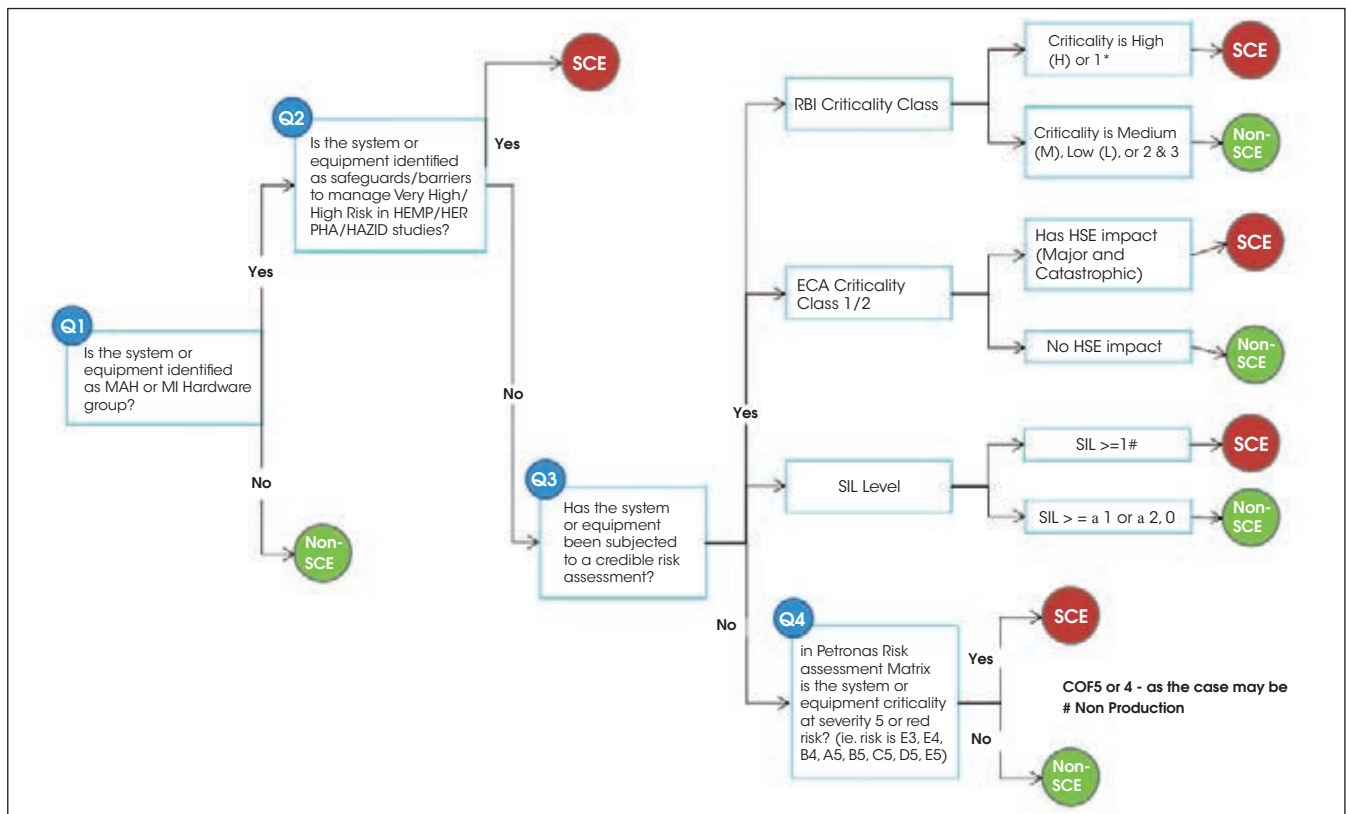 Q1
Is the system or
equipment identified
as MAH or MI Hardware
group?
Yes
No
Non-
SCE
Q2
Is the system or
equipment identified
as safeguards/barriers
to manage Very High/
High Risk in HEMP/HER
PHA/HAZID studies?
Yes
SCE
No
Q3
Has the system
or equipment
been subjected
to a credible risk
assessment?
Yes
No
RBI Criticality Class
Criticality is High
(H) or 1*
SCE
Criticality is Medium
(M), Low (L), or 2 & 3
Non-
SCE
ECA Criticality
Class 1/2
Has HSE impact
(Major and
Catastrophic)
SCE
No HSE impact
Non-
SCE
SIL Level
SIL >=1#
SCE
SIL > = a 1 or a 2, 0
Non-
SCE
Q4
in Petronas Risk
assessment Matrix
is the system or
equipment criticality
at severity 5 or red
risk? (ie. risk is E3, E4,
B4, A5, B5, C5, D5, E5)
Yes
SCE
No
Non-
SCE
COF5 or 4 - as the case may be
# Non Production